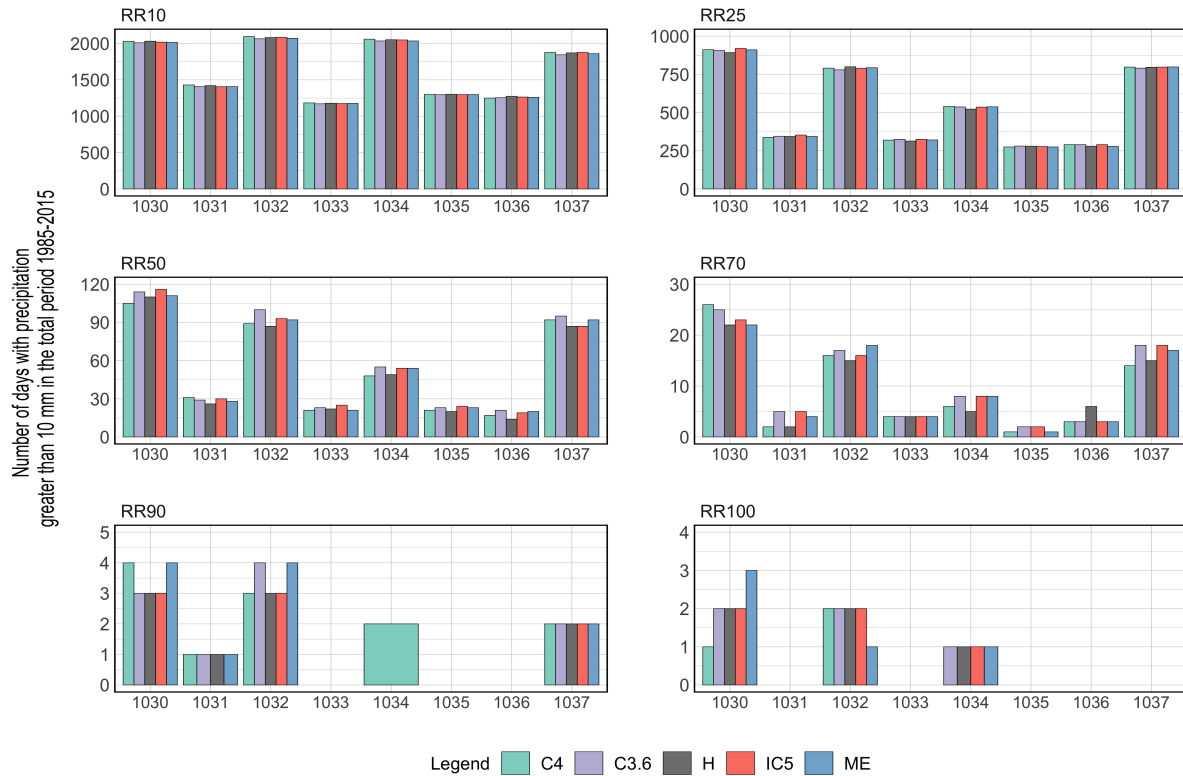 RR10
RR25
2000
1500
1000
500
0
1030 1031 1032 1033 1034 1035 1036 1037
1000
750
500
250
0
1030 1031 1032 1033 1034 1035 1036 1037
Number of days with precipitation
greater than 10 mm in the total period 1985-2015
RR50
RR70
120
90
60
30
0
1030 1031 1032 1033 1034 1035 1036 1037
30
20
10
0
1030 1031 1032 1033 1034 1035 1036 1037
RR90
RR100
5
4
3
2
1
0
1030 1031 1032 1033 1034 1035 1036 1037
4
3
2
1
0
1030 1031 1032 1033 1034 1035 1036 1037
Legend C4 C3.6 H IC5 ME